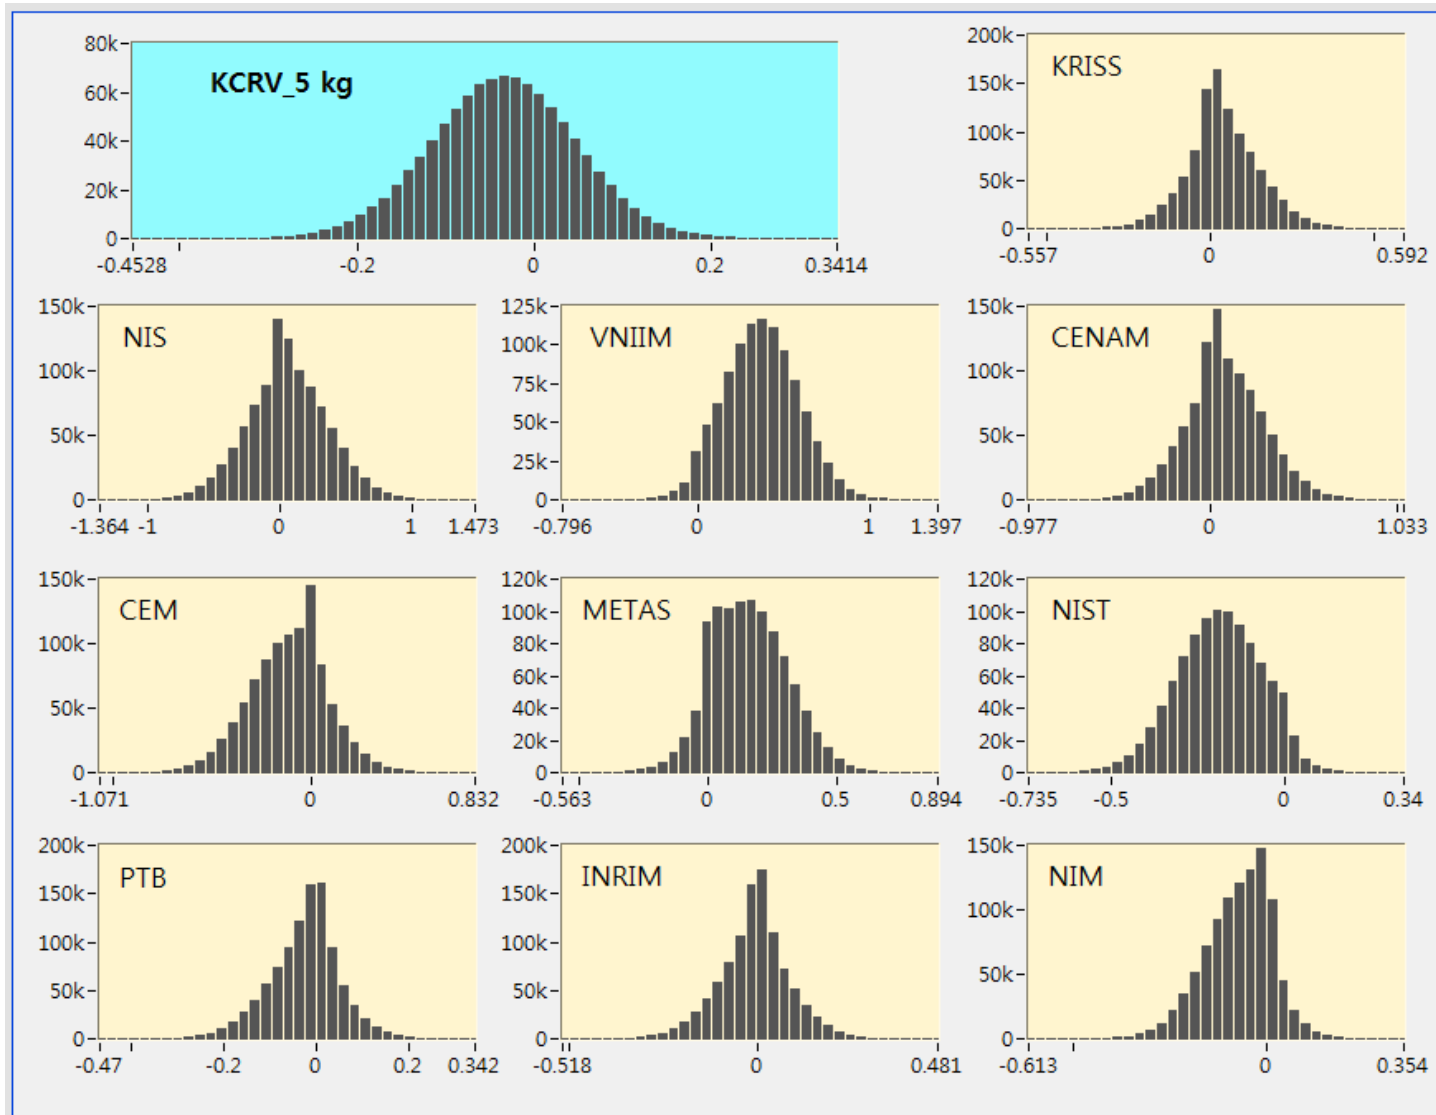 KCRV_5 kg
80k
60k
40k
20k
0
-0.4528 -0.2 0 0.2 0.3414
KRISS
200k
150k
100k
50k
0
-0.557 0 0.592
NIS
150k
100k
50k
0
-1.364 -1 0 1 1.473
VNIIM
125k
100k
75k
50k
25k
0
-0.796 0 1 1.397
CENAM
150k
100k
50k
0
-0.977 0 1.033
CEM
150k
100k
50k
0
-1.071 0 0.832
METAS
120k
100k
80k
60k
40k
20k
0
-0.563 0 0.5 0.894
NIST
120k
100k
80k
60k
40k
20k
0
-0.735 -0.5 0 0.34
PTB
200k
150k
100k
50k
0
-0.47 -0.2 0 0.2 0.342
INRIM
200k
150k
100k
50k
0
-0.518 0 0.481
NIM
150k
100k
50k
0
-0.613 0 0.354